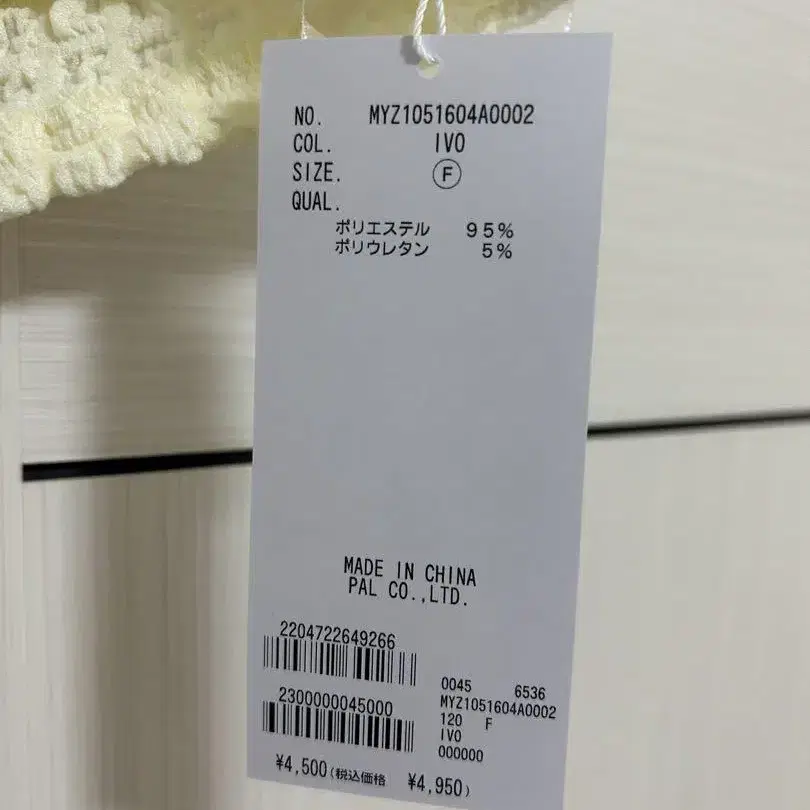 NO. MYZ1051604A0002
COL. IVO
SIZE. Ⓕ
QUAL.
ポリエステル 95%
ポリウレタン 5%
MADE IN CHINA
PAL CO.,LTD.
2204722649266
2300000045000
0045 6536
MYZ1051604A0002
120 F
IVO
000000
¥4,500(税込価格 ¥4,950)